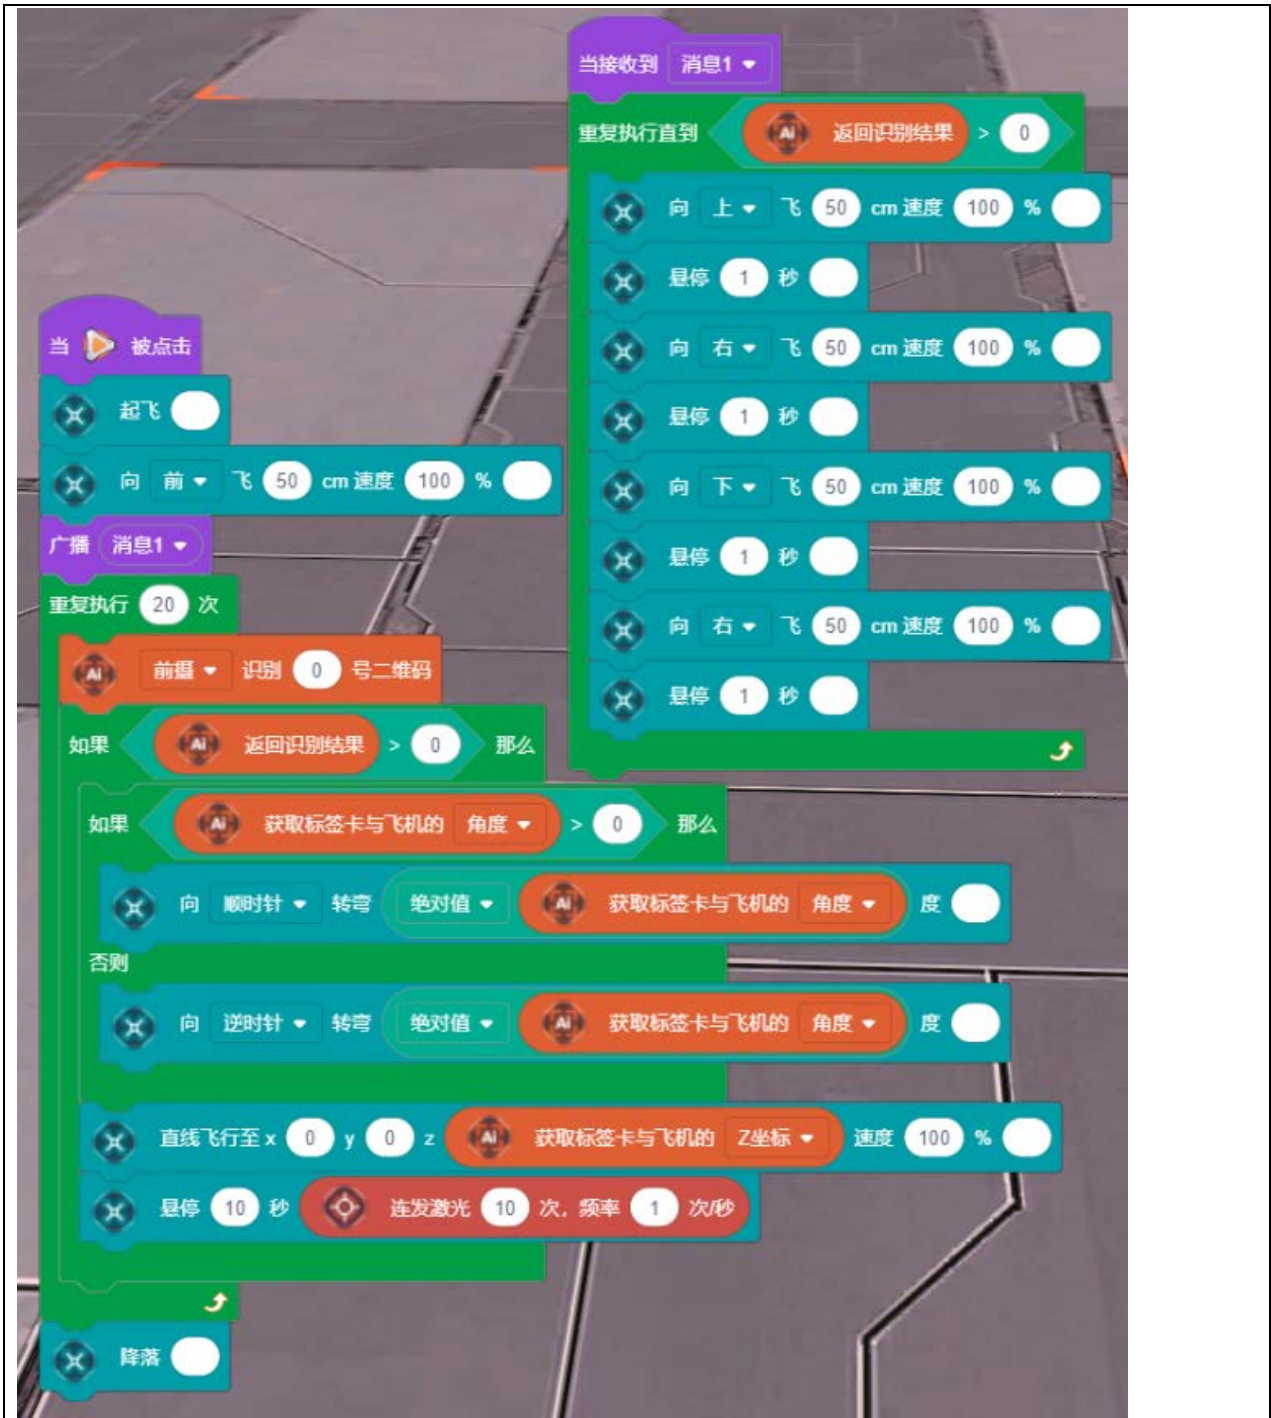 当接收到 消息1
重复执行直到 Ai 返回识别结果 > 0
向 上 飞 50 cm 速度 100 %
悬停 1 秒
向 右 飞 50 cm 速度 100 %
悬停 1 秒
向 下 飞 50 cm 速度 100 %
悬停 1 秒
向 右 飞 50 cm 速度 100 %
悬停 1 秒
当 被点击
起飞
向 前 飞 50 cm 速度 100 %
广播 消息1
重复执行 20 次
Ai 前摄 识别 0 号二维码
如果 Ai 返回识别结果 > 0 那么
如果 Ai 获取标签卡与飞机的 角度 > 0 那么
向 顺时针 转弯 绝对值 Ai 获取标签卡与飞机的 角度 度
否则
向 逆时针 转弯 绝对值 Ai 获取标签卡与飞机的 角度 度
直线飞行至 x 0 y 0 z Ai 获取标签卡与飞机的 Z坐标 速度 100 %
悬停 10 秒 连发激光 10 次, 频率 1 次/秒
降落